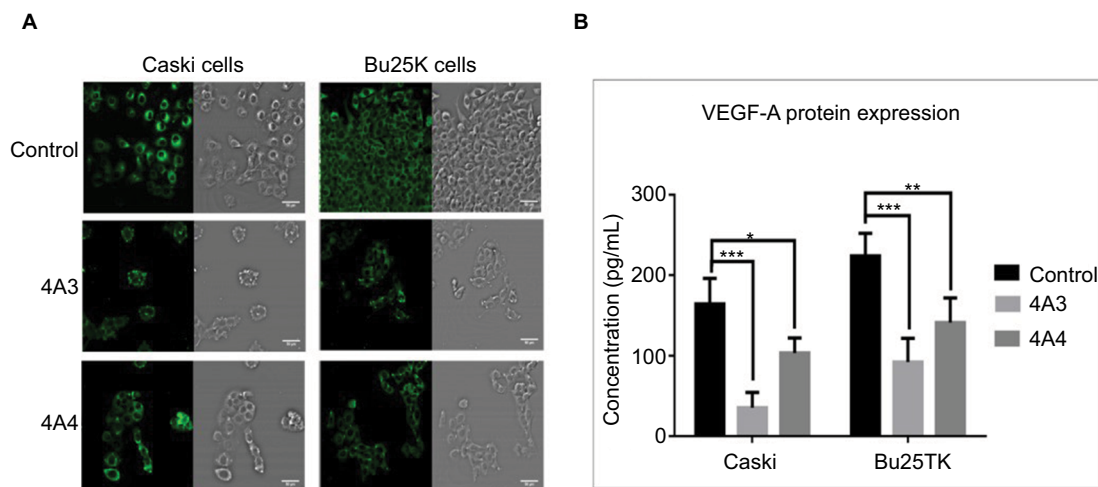 A
Caski cells
Bu25K cells
Control
4A3
4A4
B
VEGF-A protein expression
Concentration (pg/mL)
300
200
100
0
***
*
***
**
Caski
Bu25TK
Control
4A3
4A4